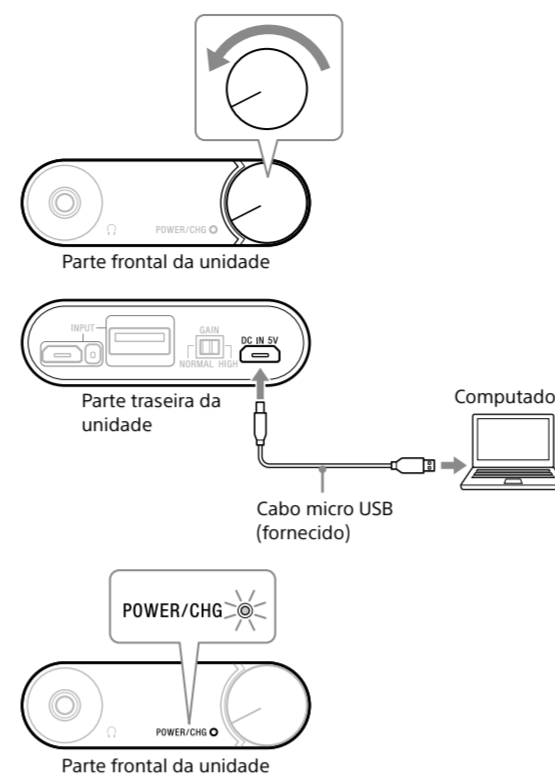 POWER/CHG
Parte frontal da unidade
INPUT
GAIN
DC IN 5V
NORMAL HIGH
Parte traseira da
unidade
Computado
Cabo micro USB
(fornecido)
POWER/CHG
POWER/CHG
Parte frontal da unidade